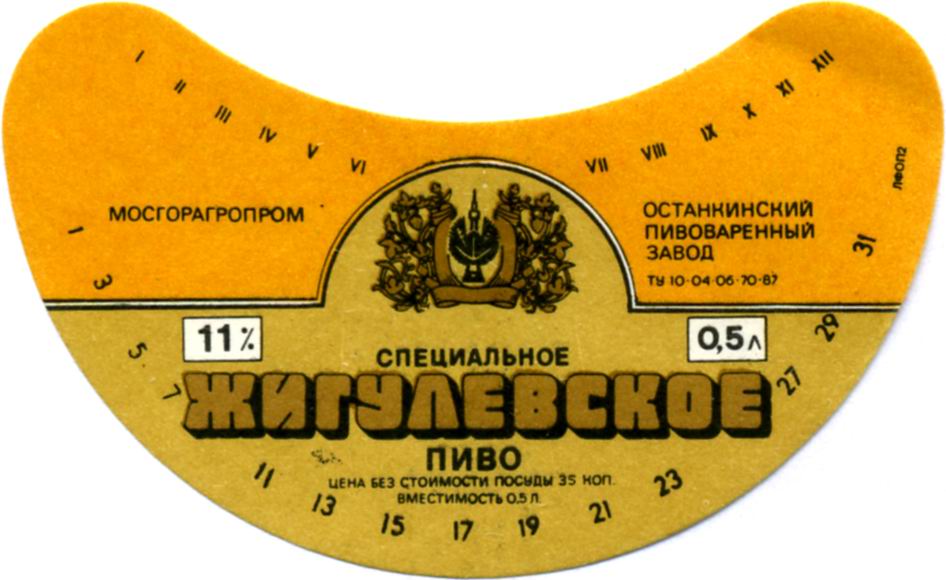 I II III IV V VI VII VIII IX X XI XII
ЛФОП2
МОСГОРАГРОПРОМ
ОСТАНКИНСКИЙ
ПИВОВАРЕННЫЙ
ЗАВОД
ТУ 10-04-06-70-87
11%
0,5л
СПЕЦИАЛЬНОЕ
ЖИГУЛЕВСКОЕ
ПИВО
ЦЕНА БЕЗ СТОИМОСТИ ПОСУДЫ 35 КОП.
ВМЕСТИМОСТЬ 0,5 Л.
1 3 5 7 11 13 15 17 19 21 23 27 29 31